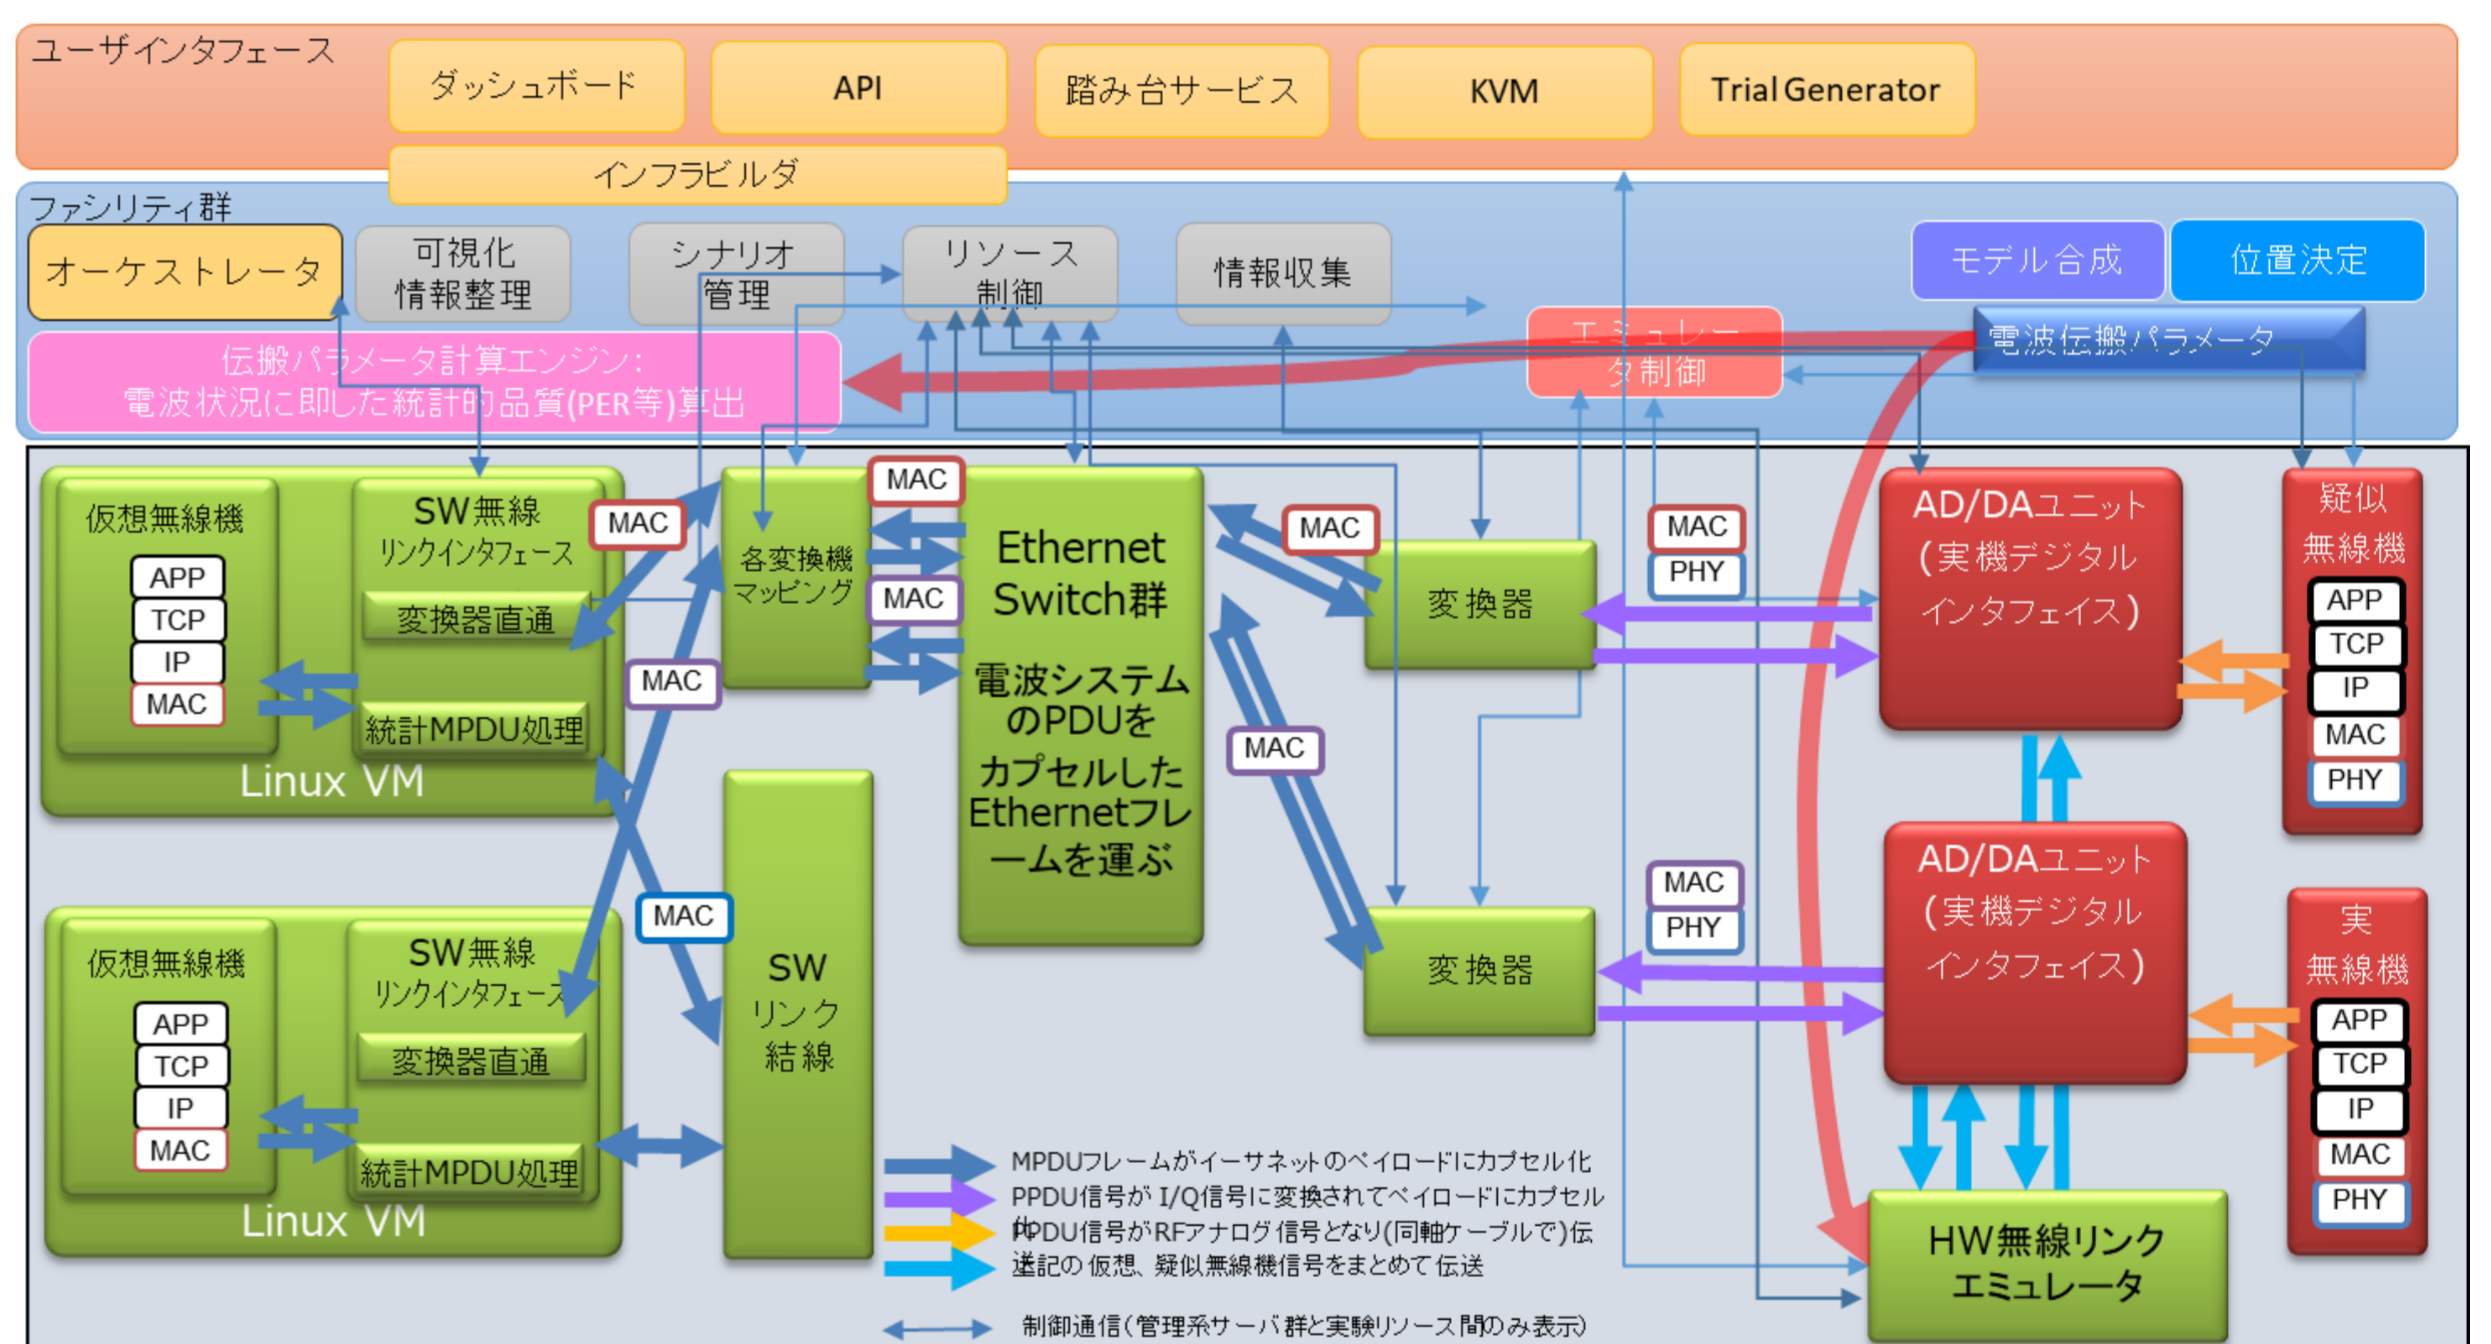 ユーザインタフェース
ダッシュボード
API
踏み台サービス
KVM
Trial Generator
インフラビルダ
ファシリティ群
オーケストレータ
可視化
情報整理
シナリオ
管理
リソース
制御
情報収集
モデル合成
位置決定
エミュレー
タ制御
電波伝搬パラメータ
伝搬パラメータ計算エンジン:
電波状況に即した統計的品質(PER等)算出
仮想無線機
APP
TCP
IP
MAC
SW無線
リンクインタフェース
変換器直通
統計MPDU処理
Linux VM
MAC
MAC
MAC
各変換機
マッピング
MAC
MAC
Ethernet
Switch群
電波システム
のPDUを
カプセルした
Ethernetフレ
ームを運ぶ
MAC
MAC
変換器
MAC
PHY
AD/DAユニット
(実機デジタル
インタフェイス)
疑似
無線機
APP
TCP
IP
MAC
PHY
仮想無線機
APP
TCP
IP
MAC
SW無線
リンクインタフェース
変換器直通
統計MPDU処理
Linux VM
SW
リンク
結線
変換器
MAC
PHY
AD/DAユニット
(実機デジタル
インタフェイス)
実
無線機
APP
TCP
IP
MAC
PHY
HW無線リンク
エミュレータ
MPDUフレームがイーサネットのペイロードにカプセル化
PPDU信号が I/Q信号に変換されてペイロードにカプセル
化
PPDU信号がRFアナログ信号となり(同軸ケーブルで)伝
送
上記の仮想、疑似無線機信号をまとめて伝送
制御通信(管理系サーバ群と実験リソース間のみ表示)